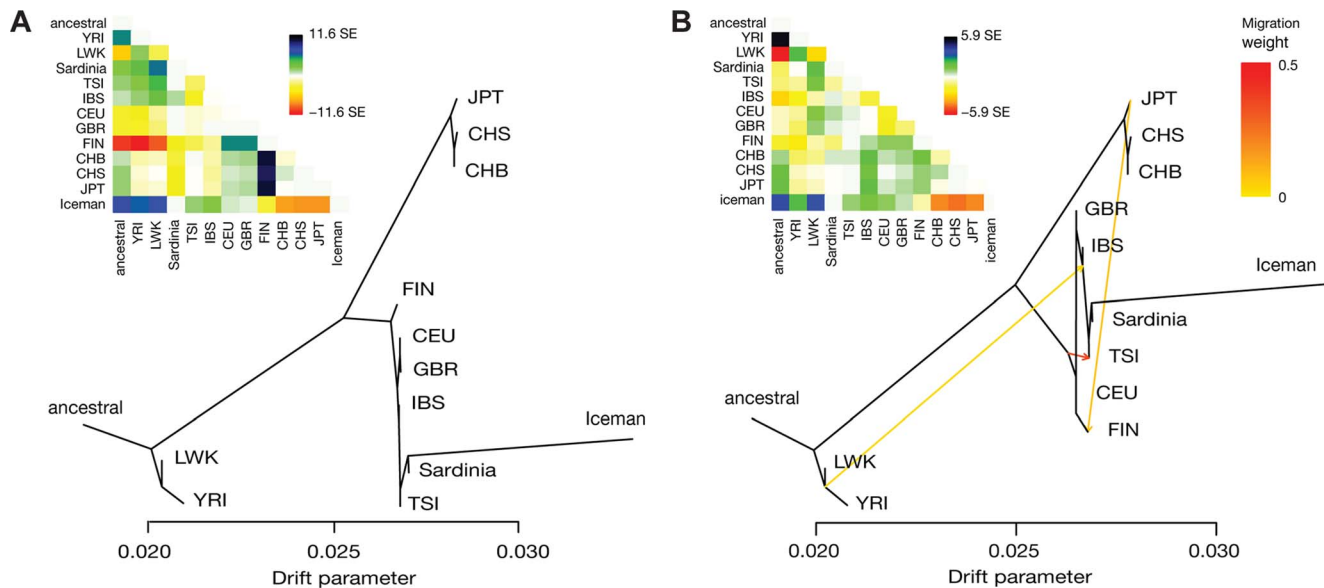 A
ancestral
YRI
LWK
Sardinia
TSI
IBS
CEU
GBR
FIN
CHB
CHS
JPT
Iceman
ancestral
YRI
LWK
Sardinia
TSI
IBS
CEU
GBR
FIN
CHB
CHS
JPT
Iceman
11.6 SE
−11.6 SE
JPT
CHS
CHB
FIN
CEU
GBR
IBS
Iceman
ancestral
LWK
Sardinia
YRI
TSI
0.020
0.025
0.030
Drift parameter
B
ancestral
YRI
LWK
Sardinia
TSI
IBS
CEU
GBR
FIN
CHB
CHS
JPT
iceman
ancestral
YRI
LWK
Sardinia
TSI
IBS
CEU
GBR
FIN
CHB
CHS
JPT
iceman
5.9 SE
−5.9 SE
Migration
weight
0.5
0
JPT
CHS
CHB
GBR
IBS
Iceman
Sardinia
TSI
CEU
FIN
ancestral
LWK
YRI
0.020
0.025
0.030
Drift parameter